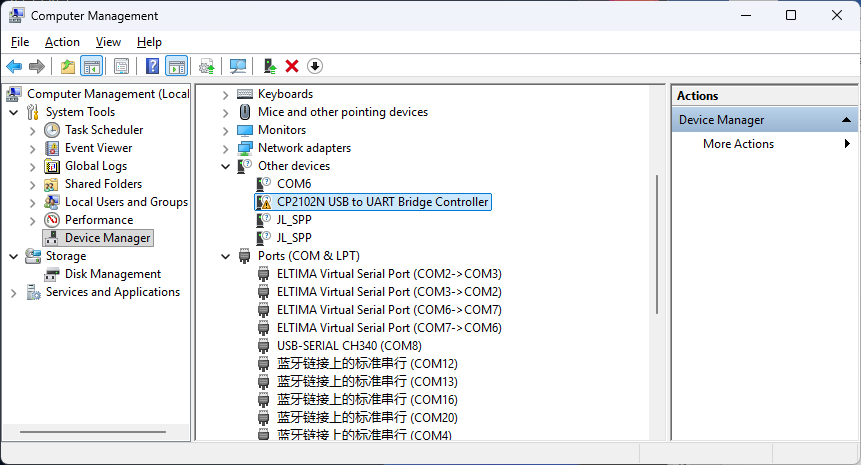 Computer Management
File Action View Help
Computer Management (Local
System Tools
Task Scheduler
Event Viewer
Global Logs
Shared Folders
Local Users and Groups
Performance
Device Manager
Storage
Disk Management
Services and Applications
Keyboards
Mice and other pointing devices
Monitors
Network adapters
Other devices
COM6
CP2102N USB to UART Bridge Controller
JL_SPP
JL_SPP
Ports (COM & LPT)
ELTIMA Virtual Serial Port (COM2->COM3)
ELTIMA Virtual Serial Port (COM3->COM2)
ELTIMA Virtual Serial Port (COM6->COM7)
ELTIMA Virtual Serial Port (COM7->COM6)
USB-SERIAL CH340 (COM8)
蓝牙链接上的标准串行 (COM12)
蓝牙链接上的标准串行 (COM13)
蓝牙链接上的标准串行 (COM16)
蓝牙链接上的标准串行 (COM20)
蓝牙链接上的标准串行 (COM4)
Actions
Device Manager
More Actions